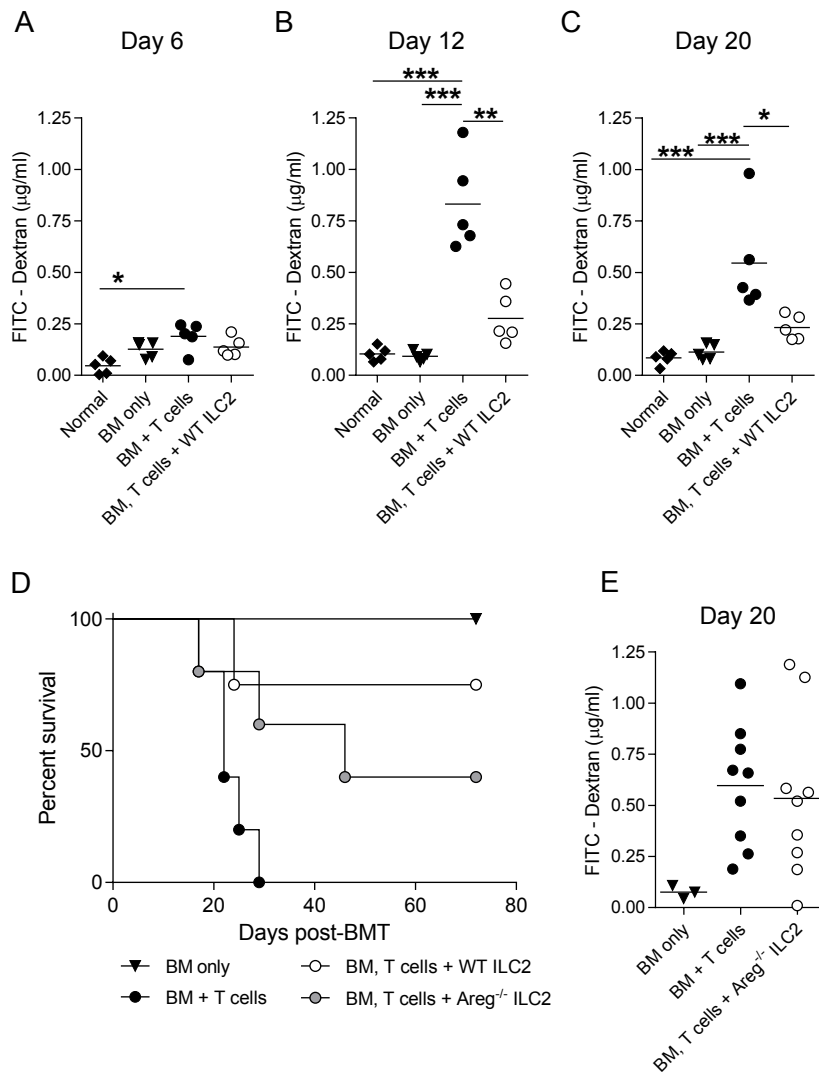 A
Day 6
FITC - Dextran (µg/ml)
1.25
1.00
0.75
0.50
0.25
0.00
*
Normal
BM only
BM + T cells
BM, T cells + WT ILC2
B
Day 12
FITC - Dextran (µg/ml)
1.25
1.00
0.75
0.50
0.25
0.00
***
***
**
Normal
BM only
BM + T cells
BM, T cells + WT ILC2
C
Day 20
FITC - Dextran (µg/ml)
1.25
1.00
0.75
0.50
0.25
0.00
*
***
***
Normal
BM only
BM + T cells
BM, T cells + WT ILC2
D
Percent survival
100
50
0
0
20
40
60
80
Days post-BMT
BM only
BM + T cells
BM, T cells + WT ILC2
BM, T cells + Areg⁻/⁻ ILC2
E
Day 20
FITC - Dextran (µg/ml)
1.25
1.00
0.75
0.50
0.25
0.00
BM only
BM + T cells
BM, T cells + Areg⁻/⁻ ILC2